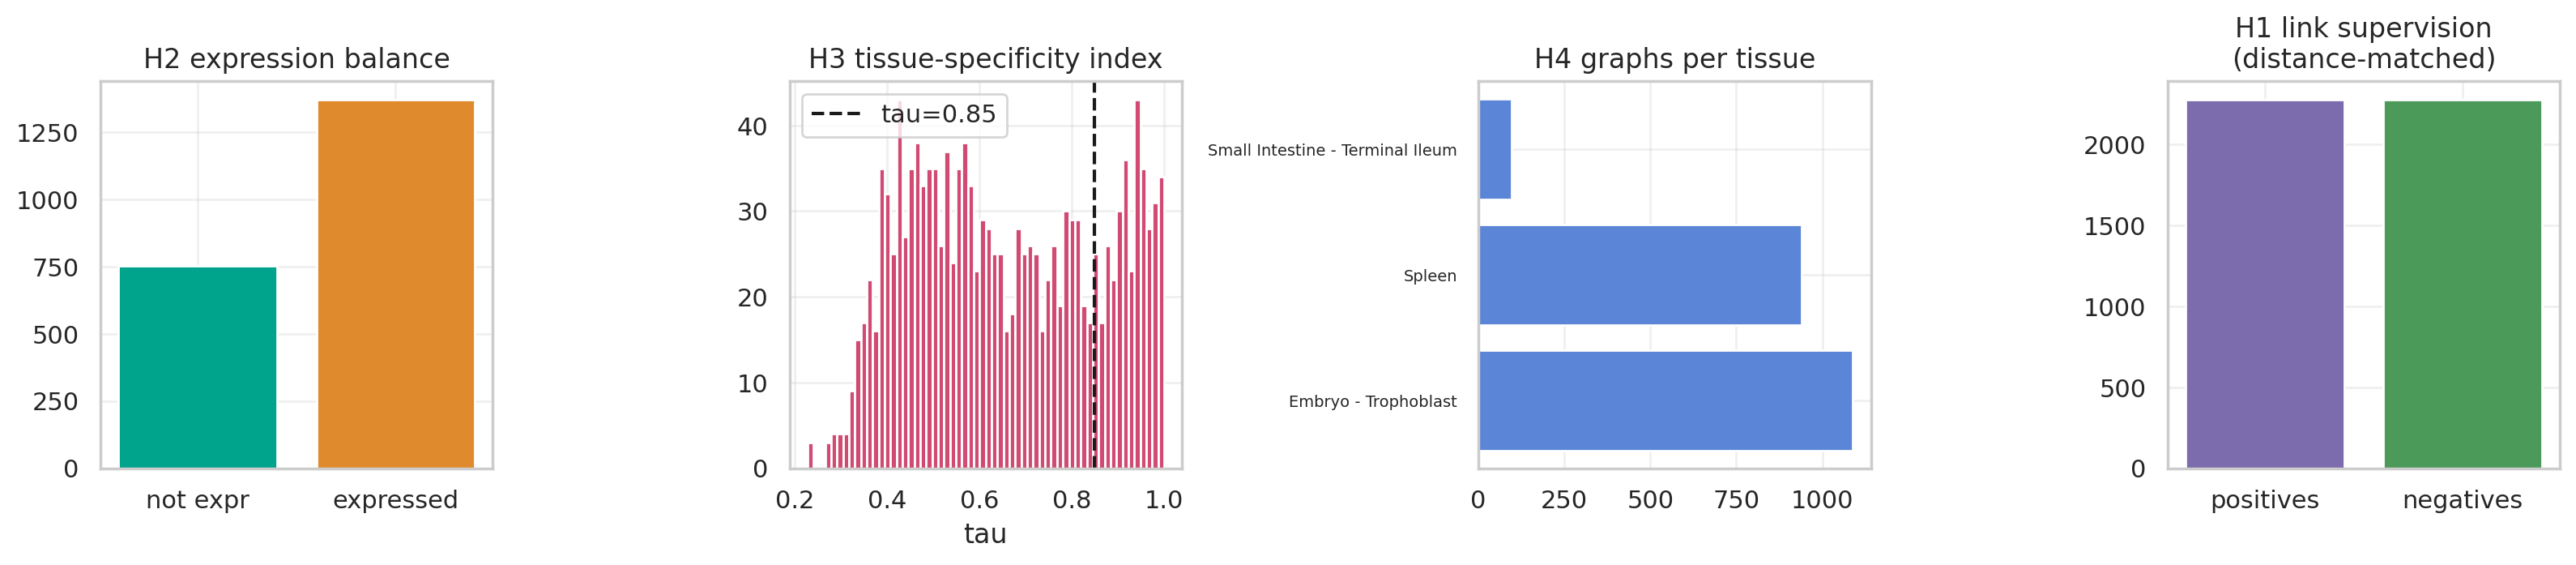 H2 expression balance
1250
1000
750
500
250
0
not expr
expressed
H3 tissue-specificity index
tau=0.85
40
30
20
10
0
0.2
0.4
0.6
0.8
1.0
tau
H4 graphs per tissue
Small Intestine - Terminal Ileum
Spleen
Embryo - Trophoblast
0
250
500
750
1000
H1 link supervision
(distance-matched)
2000
1500
1000
500
0
positives
negatives